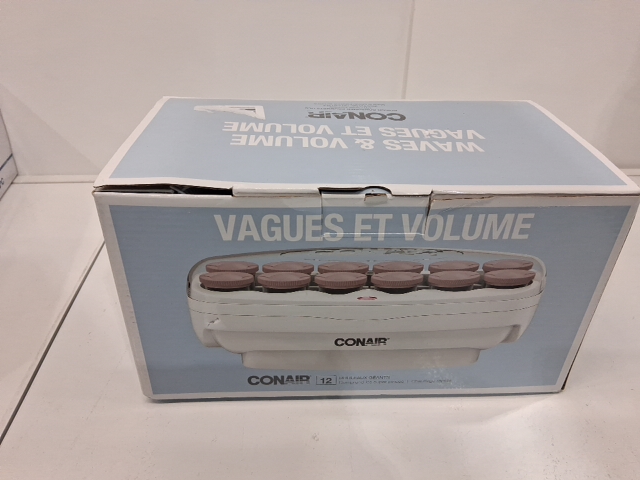 CONAIR
VAGUES ET VOLUME
WAVES & VOLUME
VAGUES ET VOLUME
CONAIR
CONAIR
12